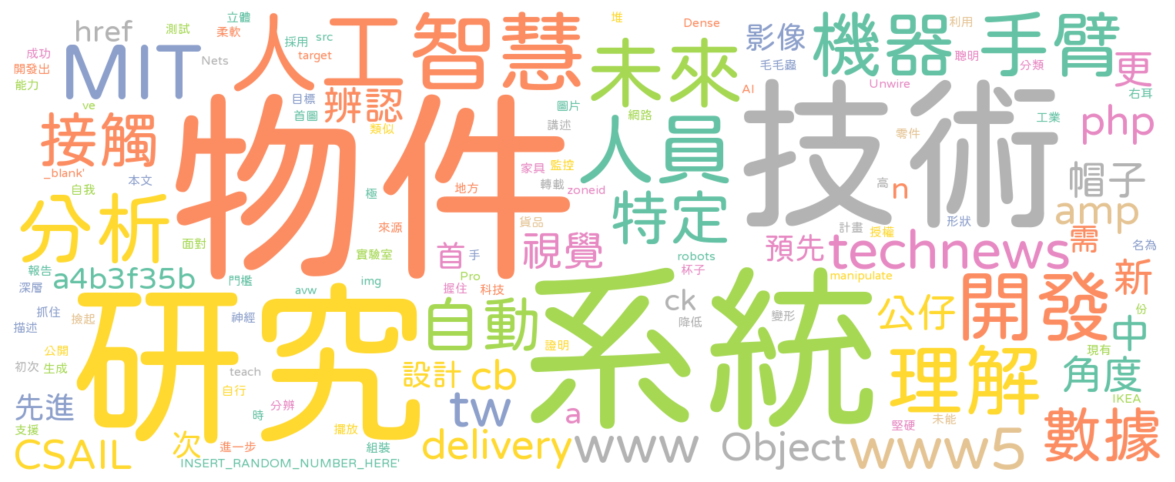 立體 測試 柔軟 採用 src target
堆 Dense 利用
href 成功 開發出 能力 Nets
MIT 人工智慧 未來 影像 機器手臂 更
毛毛蟲 聰明 分類 右耳
AI Unwire
ve 目標 首圖 辨認 圖片 網路 工業 php
接觸 物件 類似 講述 人員 技術 零件
_blank' 本文 家具 監控 帽子
自我 極 地方 轉載 zoneid 高 n
分析 來源 貨品 特定 計畫 授權 形狀 amp
面對 實驗室 首 手 視覺 robots 預先 technews 需 名為
報告 深層 a4b3f35b 門檻 avw img Pro 握住 科技 杯子 manipulate 新
抓住 描述 撿起 神經 自動 系統 ck 降低 變形 公仔 開發 份 中
研究 證明
公開 初次 生成 teach 設計 cb 理解 現有 角度
自行 IKEA
先進 分辨 時 擺放 tw a 堅硬 未能 數據
支援 次 進一步 組裝
CSAIL INSERT_RANDOM_NUMBER_HERE' delivery www Object www5